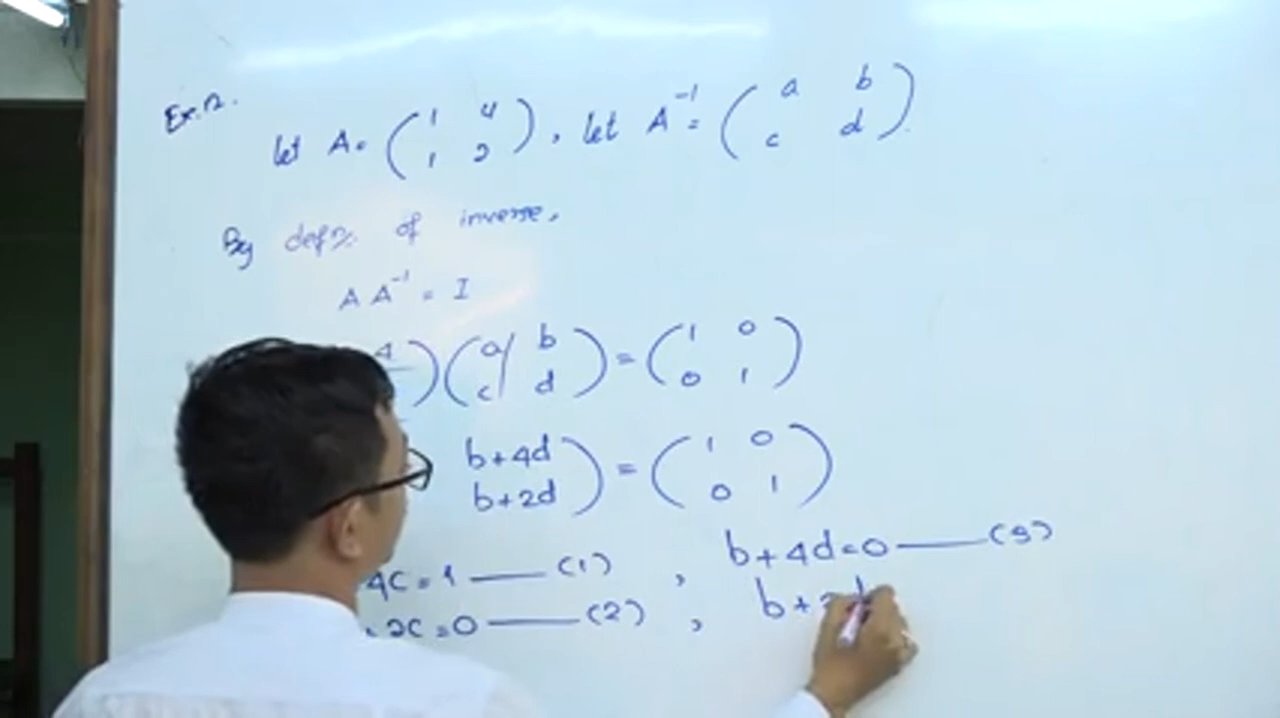 Ex.12.
let A = ( 1 4 ), let A⁻¹ = ( a b )
( 1 2 ) ( c d )
By def2. of inverse,
A A⁻¹ = I
4 )( a b ) = ( 1 0 )
)( c d ) = ( 0 1 )
b+4d ) = ( 1 0 )
b+2d ) = ( 0 1 )
4c = 1 —— (1) , b+4d=0 —— (3)
2c=0 —— (2) , b+2d